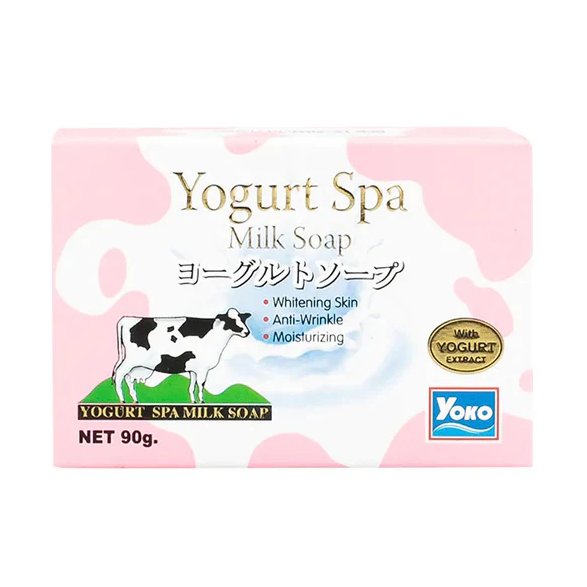 Yogurt Spa
Milk Soap
ヨーグルトソープ
• Whitening Skin
• Anti-Wrinkle
• Moisturizing
With
YOGURT
EXTRACT
YOGURT SPA MILK SOAP
NET 90g.
YOKO